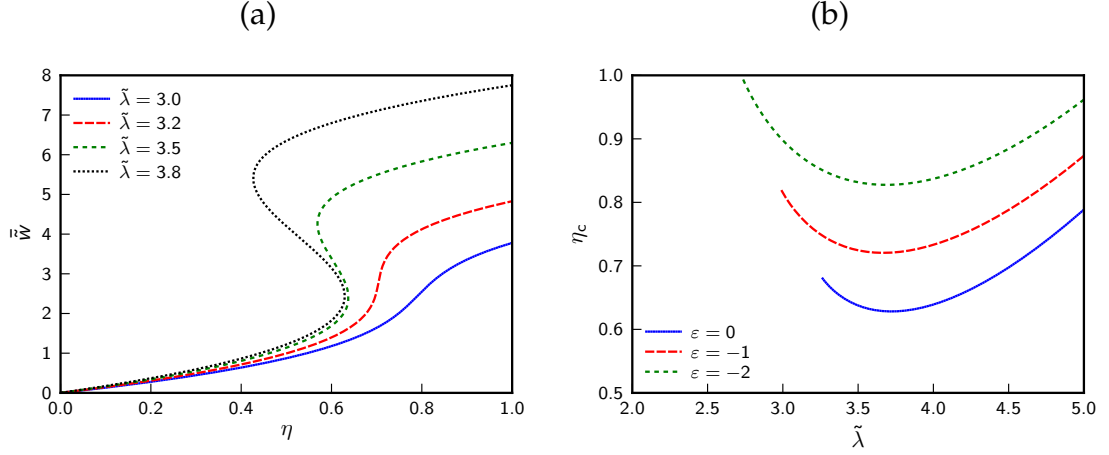 (a)
8
7
6
5
4
3
2
1
0
λ̃ = 3.0
λ̃ = 3.2
λ̃ = 3.5
λ̃ = 3.8
w̃̄
0.0 0.2 0.4 0.6 0.8 1.0
η
(b)
1.0
0.9
0.8
0.7
0.6
0.5
η_c
ε = 0
ε = −1
ε = −2
2.0 2.5 3.0 3.5 4.0 4.5 5.0
λ̃